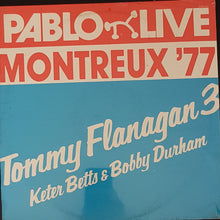 PABLO LIVE
MONTREUX '77
Tommy Flanagan 3
Keter Betts & Bobby Durham